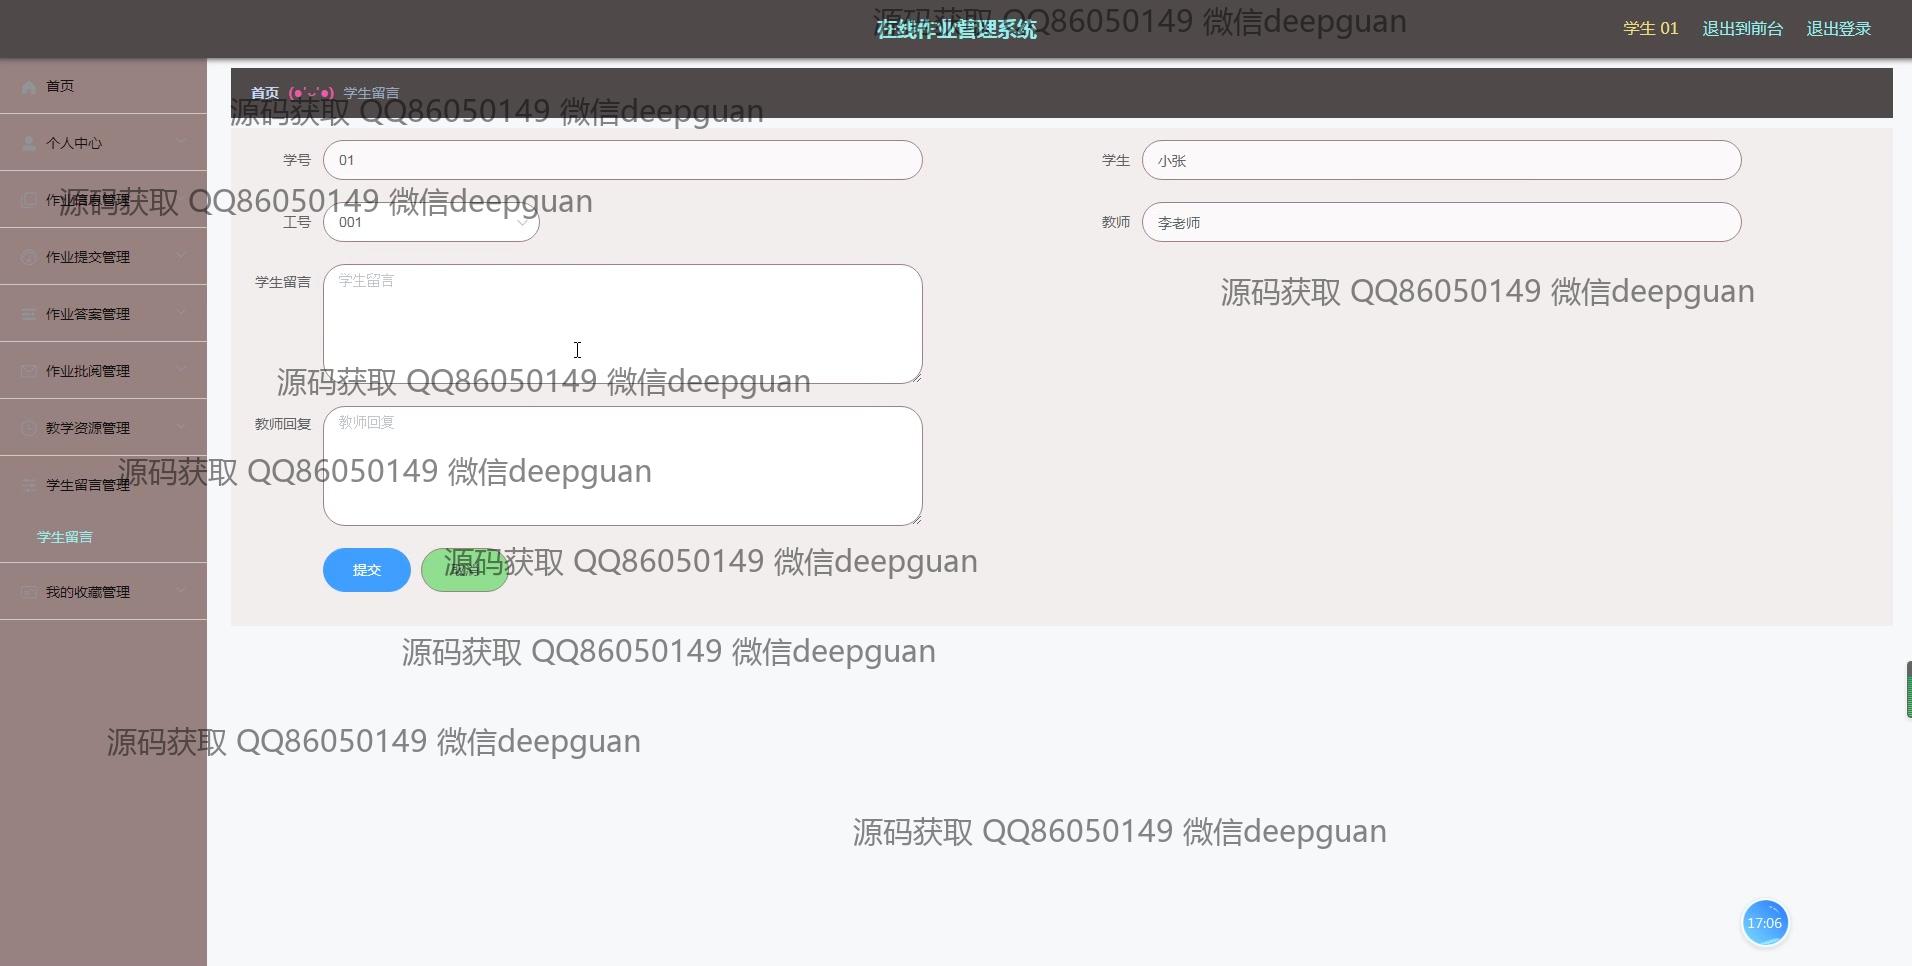 在线作业管理系统
源码获取 QQ86050149 微信deepguan
学生 01
退出到前台
退出登录
首页
首页 (●'◡'●) 学生留言
源码获取 QQ86050149 微信deepguan
个人中心
学号 01
学生 小张
作业信息管理
源码获取 QQ86050149 微信deepguan
工号 001
教师 李老师
作业提交管理
学生留言 学生留言
源码获取 QQ86050149 微信deepguan
作业答案管理
作业批阅管理
源码获取 QQ86050149 微信deepguan
教学资源管理
教师回复 教师回复
源码获取 QQ86050149 微信deepguan
学生留言管理
学生留言
提交
取消
源码获取 QQ86050149 微信deepguan
我的收藏管理
源码获取 QQ86050149 微信deepguan
源码获取 QQ86050149 微信deepguan
源码获取 QQ86050149 微信deepguan
17:06